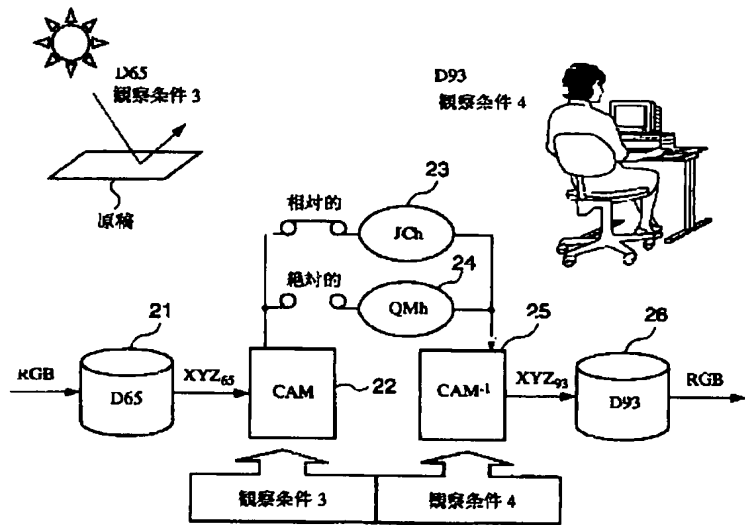 D65
観察条件 3
原稿
D93
観察条件 4
23
相対的
JCh
24
絶対的
QMh
21
25
26
RGB
D65
XYZ65
CAM
22
CAM-1
XYZ93
D93
RGB
観察条件 3
観察条件 4